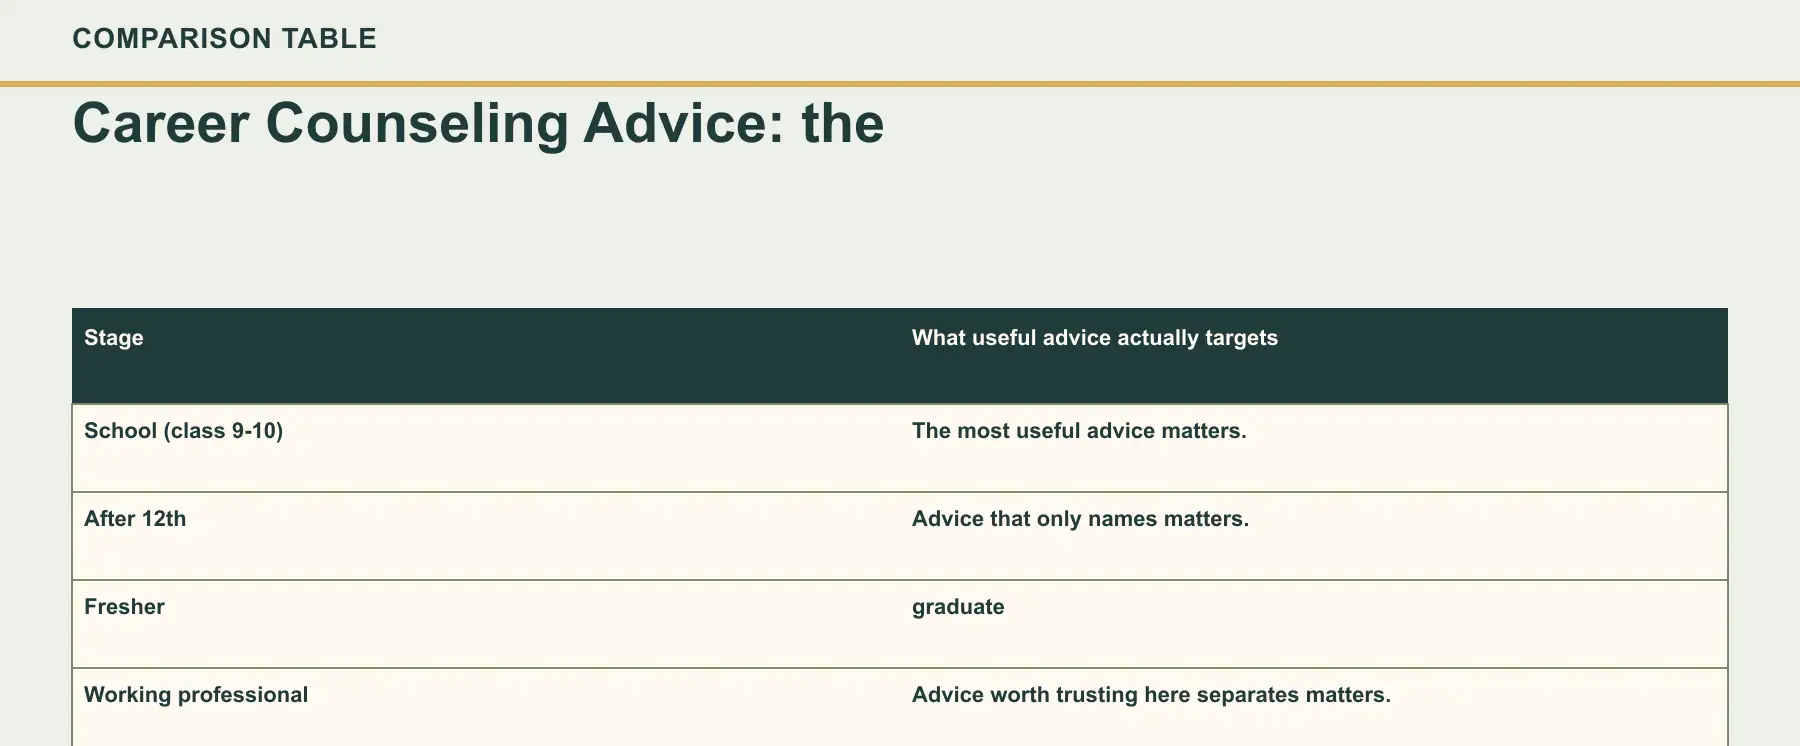 COMPARISON TABLE
Career Counseling Advice: the
Stage
What useful advice actually targets
School (class 9-10)
The most useful advice matters.
After 12th
Advice that only names matters.
Fresher
graduate
Working professional
Advice worth trusting here separates matters.